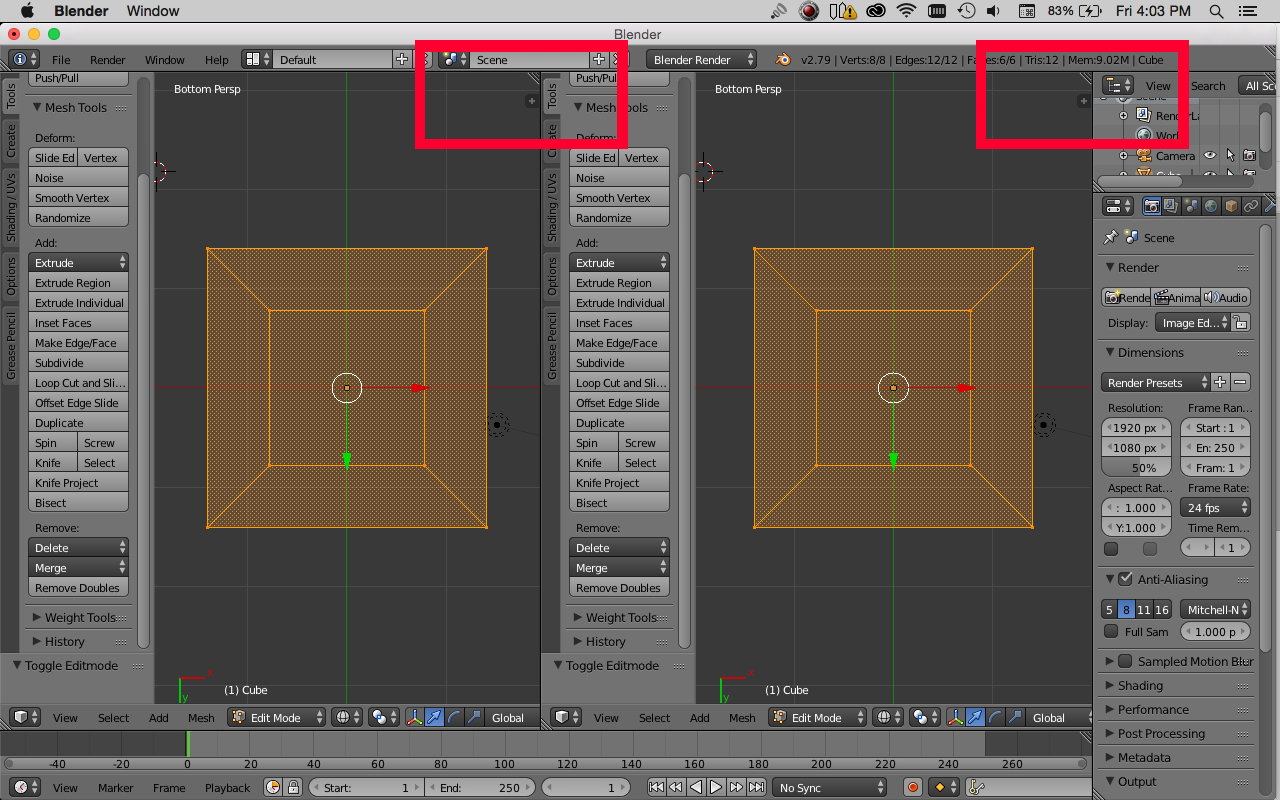 Blender Window 83% Fri 4:03 PM
Blender
File Render Window Help Default Scene Blender Render v2.79 | Verts:8/8 | Edges:12/12 | Faces:6/6 | Tris:12 | Mem:9.02M | Cube
Push/Pull
Mesh Tools
Deform:
Slide Ed Vertex
Noise
Smooth Vertex
Randomize
Add:
Extrude
Extrude Region
Extrude Individual
Inset Faces
Make Edge/Face
Subdivide
Loop Cut and Sli...
Offset Edge Slide
Duplicate
Spin Screw
Knife Select
Knife Project
Bisect
Remove:
Delete
Merge
Remove Doubles
Weight Tools
History
Toggle Editmode
Tools
Create
Shading / UVs
Options
Grease Pencil
Bottom Persp
x
y
(1) Cube
View Select Add Mesh Edit Mode Global
Push/Pull
Mesh Tools
Deform:
Slide Ed Vertex
Noise
Smooth Vertex
Randomize
Add:
Extrude
Extrude Region
Extrude Individual
Inset Faces
Make Edge/Face
Subdivide
Loop Cut and Sli...
Offset Edge Slide
Duplicate
Spin Screw
Knife Select
Knife Project
Bisect
Remove:
Delete
Merge
Remove Doubles
Weight Tools
History
Toggle Editmode
Tools
Create
Shading / UVs
Options
Grease Pencil
Bottom Persp
x
y
(1) Cube
View Select Add Mesh Edit Mode Global
View Search All Sc
Scene
RenderLa
Worl
Camera
Cube
Scene
Render
Rende Anima Audio
Display: Image Ed...
Dimensions
Render Presets
Resolution: Frame Ran...
1920 px Start : 1
1080 px En: 250
50% Fram: 1
Aspect Rat... Frame Rate:
: 1.000 24 fps
Y:1.000 Time Rem...
1
Anti-Aliasing
5 8 11 16 Mitchell-N
Full Sam 1.000 p
Sampled Motion Blur
Shading
Performance
Post Processing
Metadata
Output
-40 -20 0 20 40 60 80 100 120 140 160 180 200 220 240 260
View Marker Frame Playback Start: 1 End: 250 1 No Sync